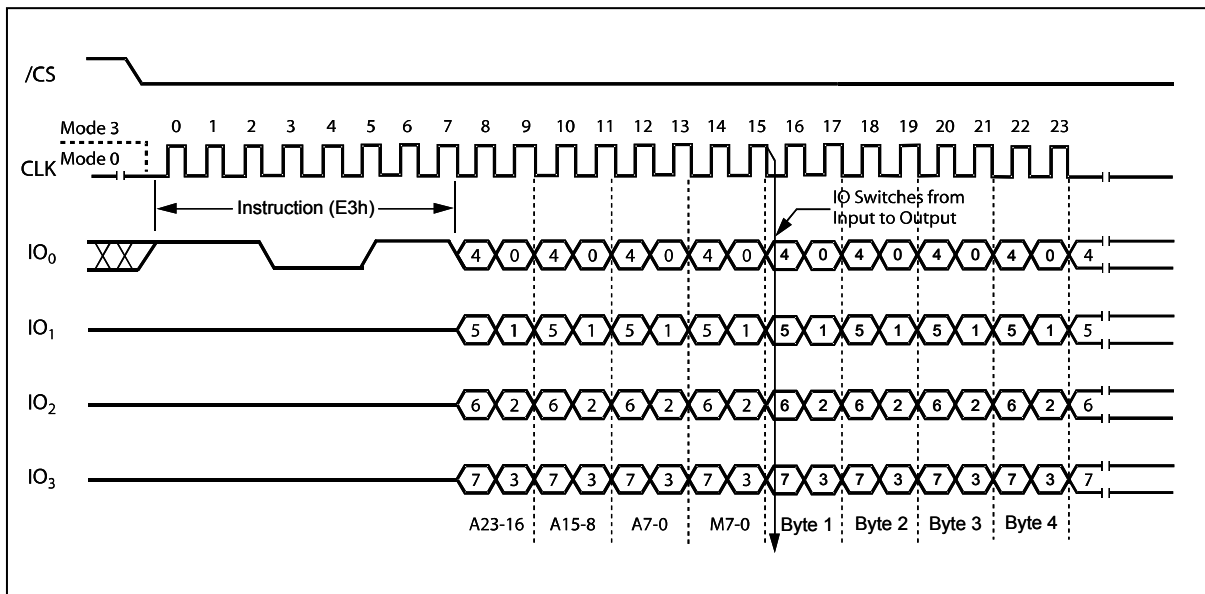 /CS
Mode 3
0 1 2 3 4 5 6 7 8 9 10 11 12 13 14 15 16 17 18 19 20 21 22 23
CLK
Mode 0
Instruction (E3h)
IO Switches from
Input to Output
IO0
4 0 4 0 4 0 4 0 4 0 4 0 4 0 4 0 4
IO1
5 1 5 1 5 1 5 1 5 1 5 1 5 1 5 1 5
IO2
6 2 6 2 6 2 6 2 6 2 6 2 6 2 6 2 6
IO3
7 3 7 3 7 3 7 3 7 3 7 3 7 3 7 3 7
A23-16 A15-8 A7-0 M7-0 Byte 1 Byte 2 Byte 3 Byte 4